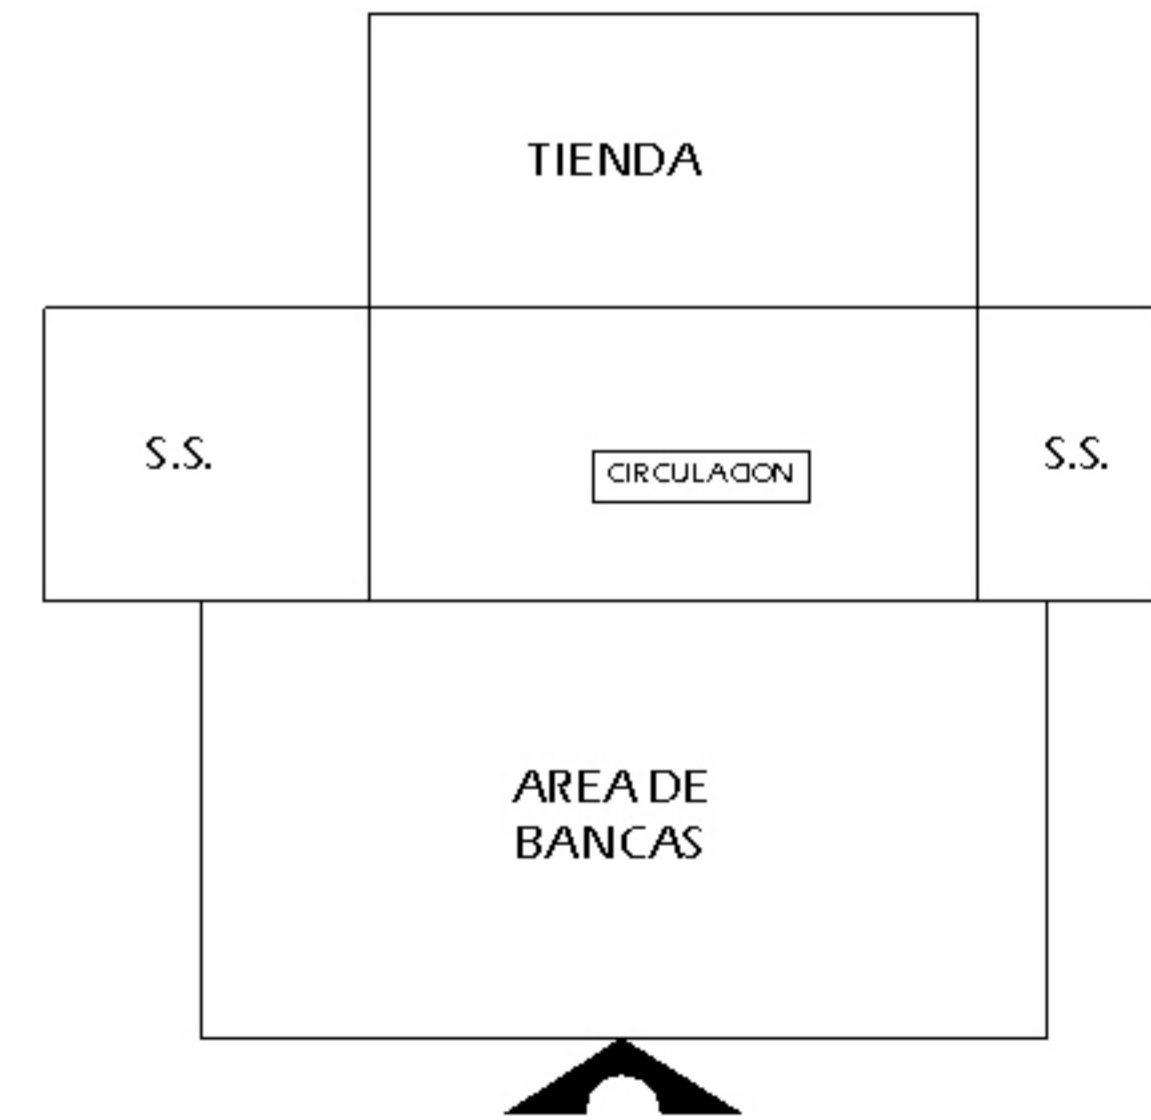 TIENDA
S.S.
CIRCULACION
S.S.
AREA DE
BANCAS